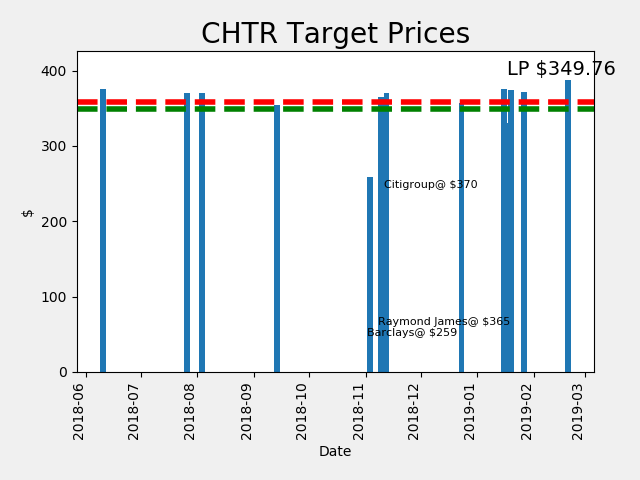 CHTR Target Prices
LP $349.76
400
300
200
100
0
$
Citigroup@ $370
Raymond James@ $365
Barclays@ $259
2018-06
2018-07
2018-08
2018-09
2018-10
2018-11
2018-12
2019-01
2019-02
2019-03
Date